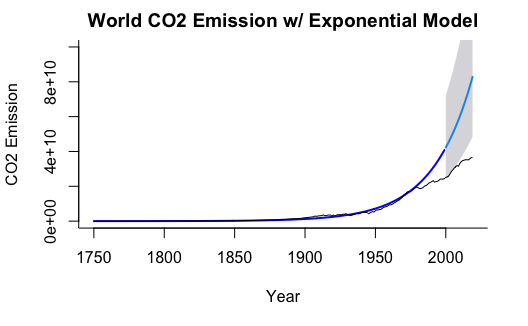 World CO2 Emission w/ Exponential Model
CO2 Emission
8e+10
4e+10
0e+00
1750 1800 1850 1900 1950 2000
Year